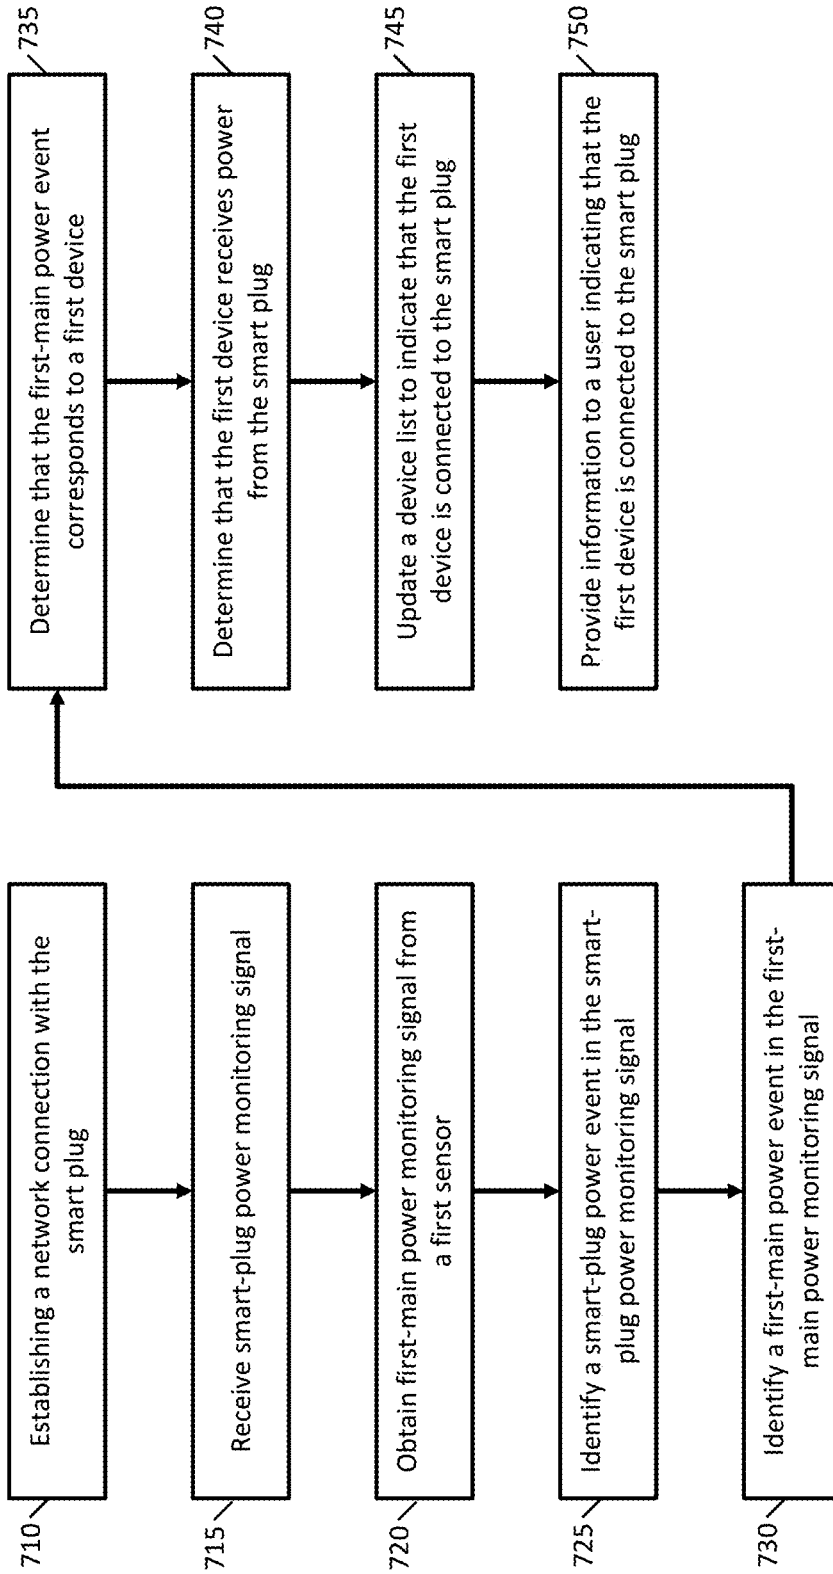 710
Establishing a network connection with the
smart plug
715
Receive smart-plug power monitoring signal
720
Obtain first-main power monitoring signal from
a first sensor
725
Identify a smart-plug power event in the smart-
plug power monitoring signal
730
Identify a first-main power event in the first-
main power monitoring signal
735
Determine that the first-main power event
corresponds to a first device
740
Determine that the first device receives power
from the smart plug
745
Update a device list to indicate that the first
device is connected to the smart plug
750
Provide information to a user indicating that the
first device is connected to the smart plug